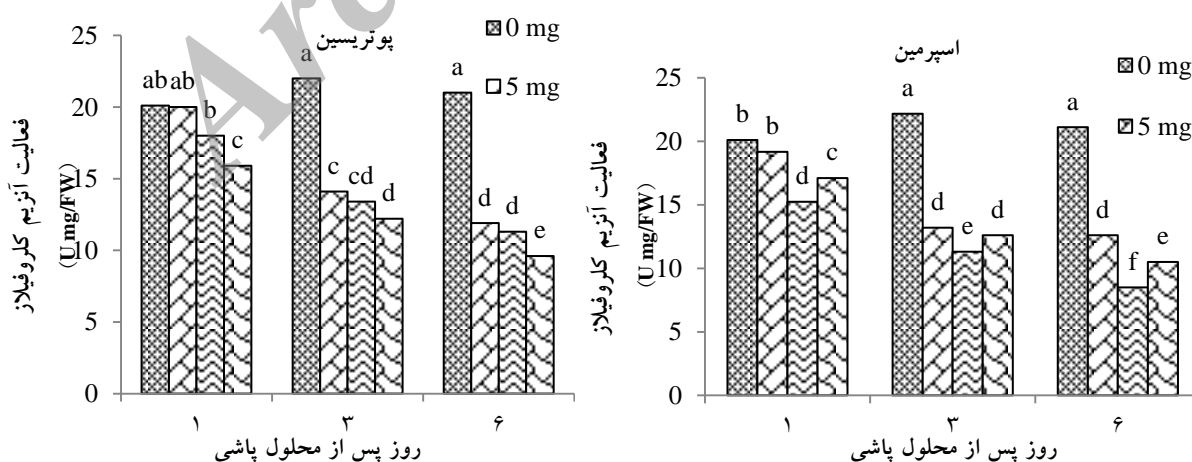 پوتریسین
0 mg
5 mg
25
20
15
10
5
0
ab
ab
b
c
a
c
cd
d
a
d
d
e
۱
۳
۶
روز پس از محلول پاشی
فعالیت آنزیم کلروفیلاز
(U mg/FW)
اسپرمین
0 mg
5 mg
25
20
15
10
5
0
b
b
d
c
a
d
e
d
a
d
f
e
۱
۳
۶
روز پس از محلول پاشی
فعالیت آنزیم کلروفیلاز
(U mg/FW)